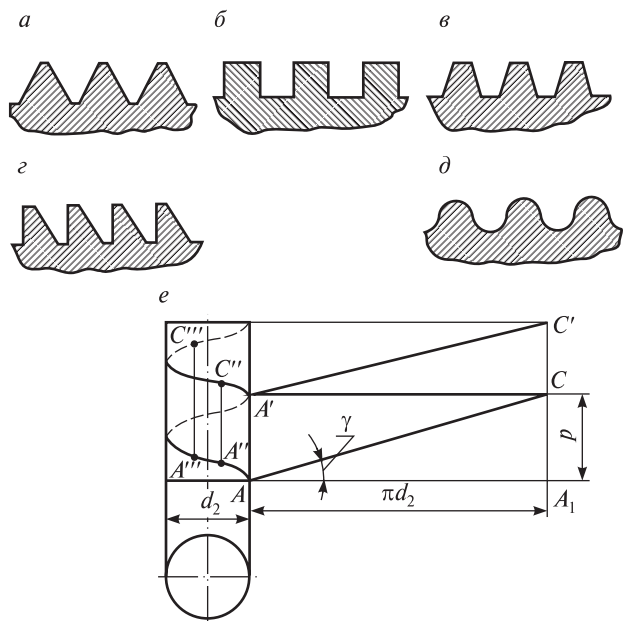 а б в
г д
е
C''' C'
C'' C
A' γ
p
A''' A''
A πd₂ A₁
d₂